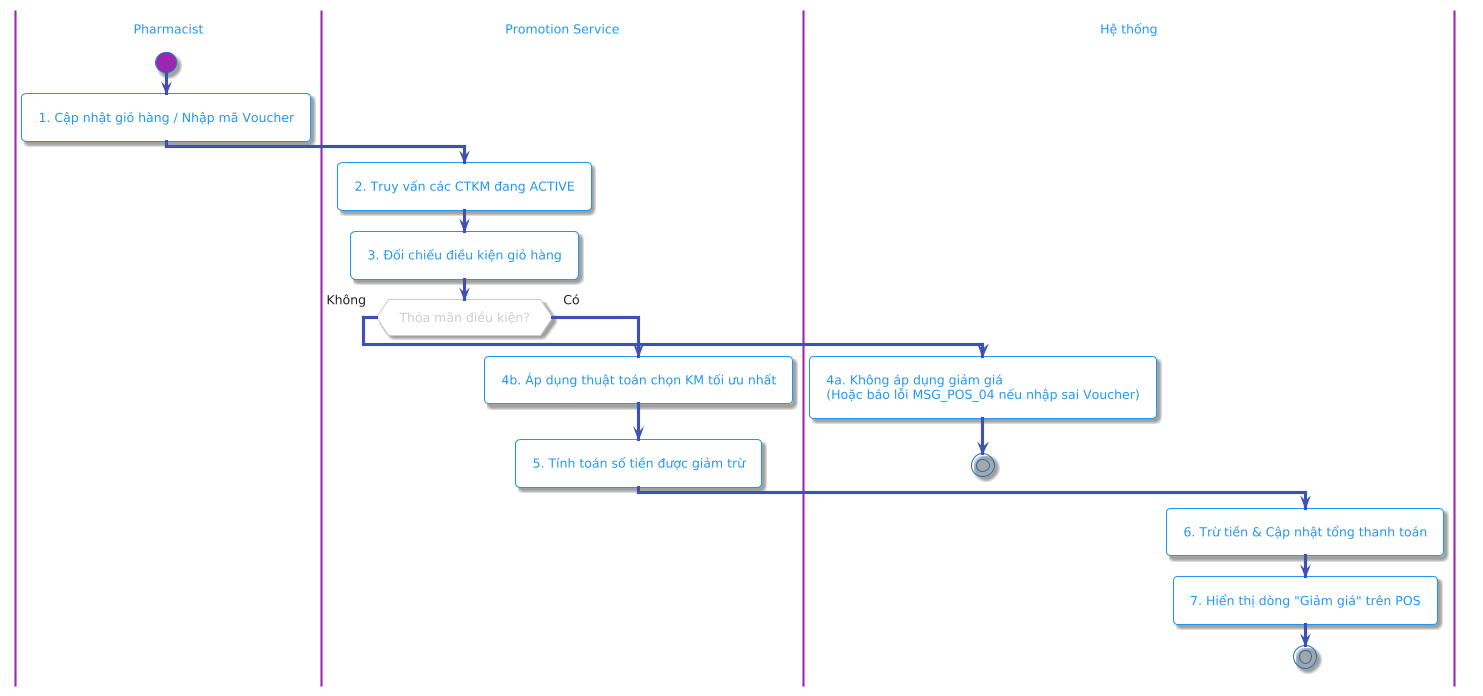 Pharmacist
Promotion Service
Hệ thống
1. Cập nhật giỏ hàng / Nhập mã Voucher
2. Truy vấn các CTKM đang ACTIVE
3. Đối chiếu điều kiện giỏ hàng
Không
Thỏa mãn điều kiện?
Có
4b. Áp dụng thuật toán chọn KM tối ưu nhất
4a. Không áp dụng giảm giá
(Hoặc báo lỗi MSG_POS_04 nếu nhập sai Voucher)
5. Tính toán số tiền được giảm trừ
6. Trừ tiền & Cập nhật tổng thanh toán
7. Hiển thị dòng "Giảm giá" trên POS